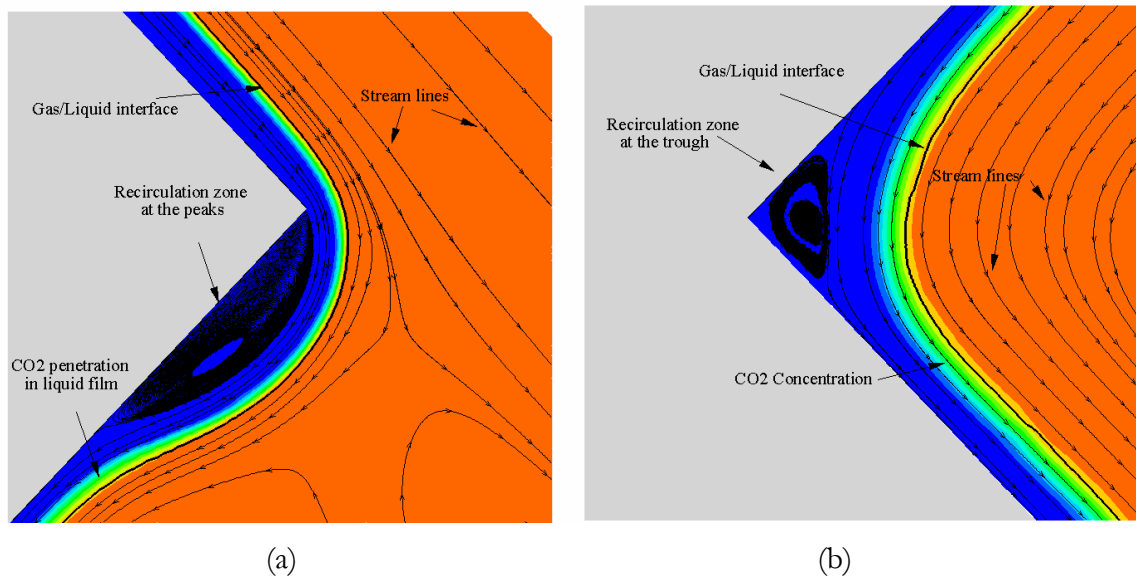 Gas/Liquid interface
Stream lines
Recirculation zone
at the peaks
CO2 penetration
in liquid film
(a)
Gas/Liquid interface
Recirculation zone
at the trough
Stream lines
CO2 Concentration
(b)